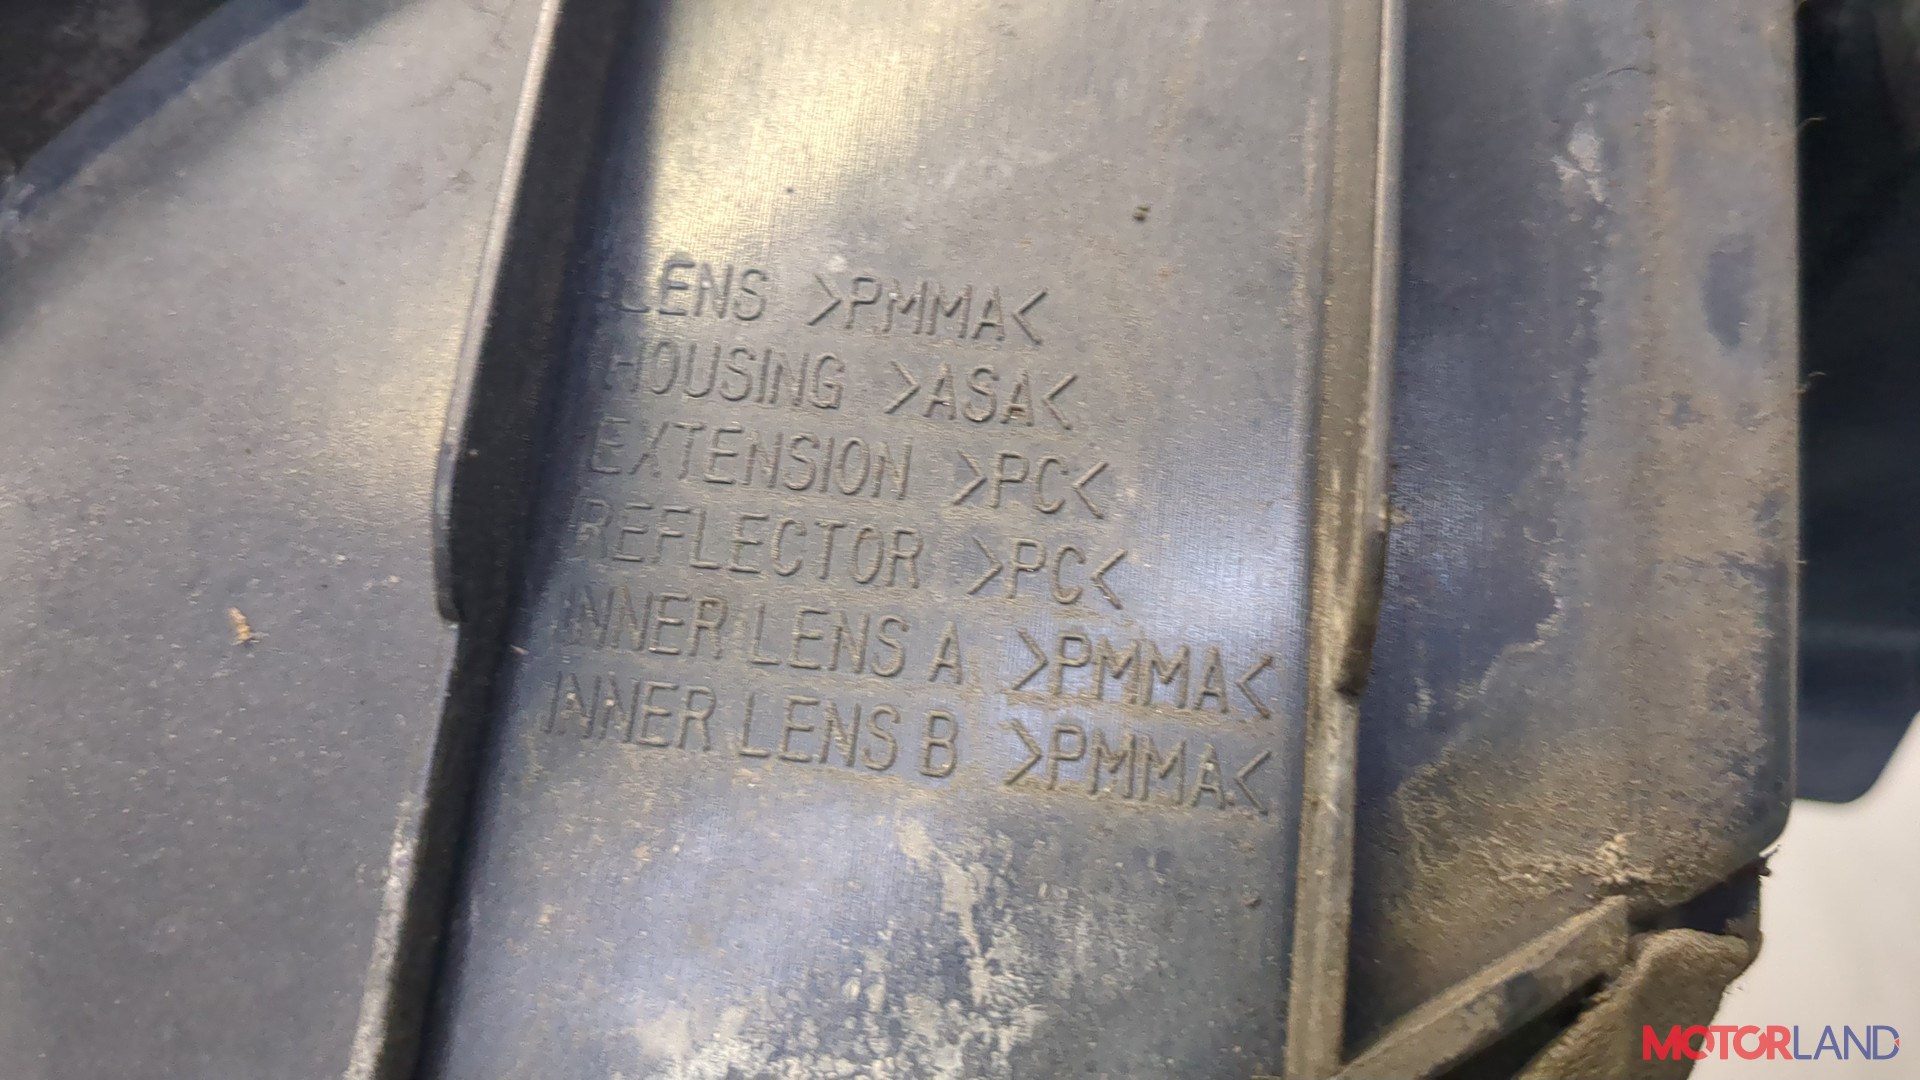 LENS >PMMA<
HOUSING >ASA<
EXTENSION >PC<
REFLECTOR >PC<
INNER LENS A >PMMA<
INNER LENS B >PMMA<
MOTORLAND